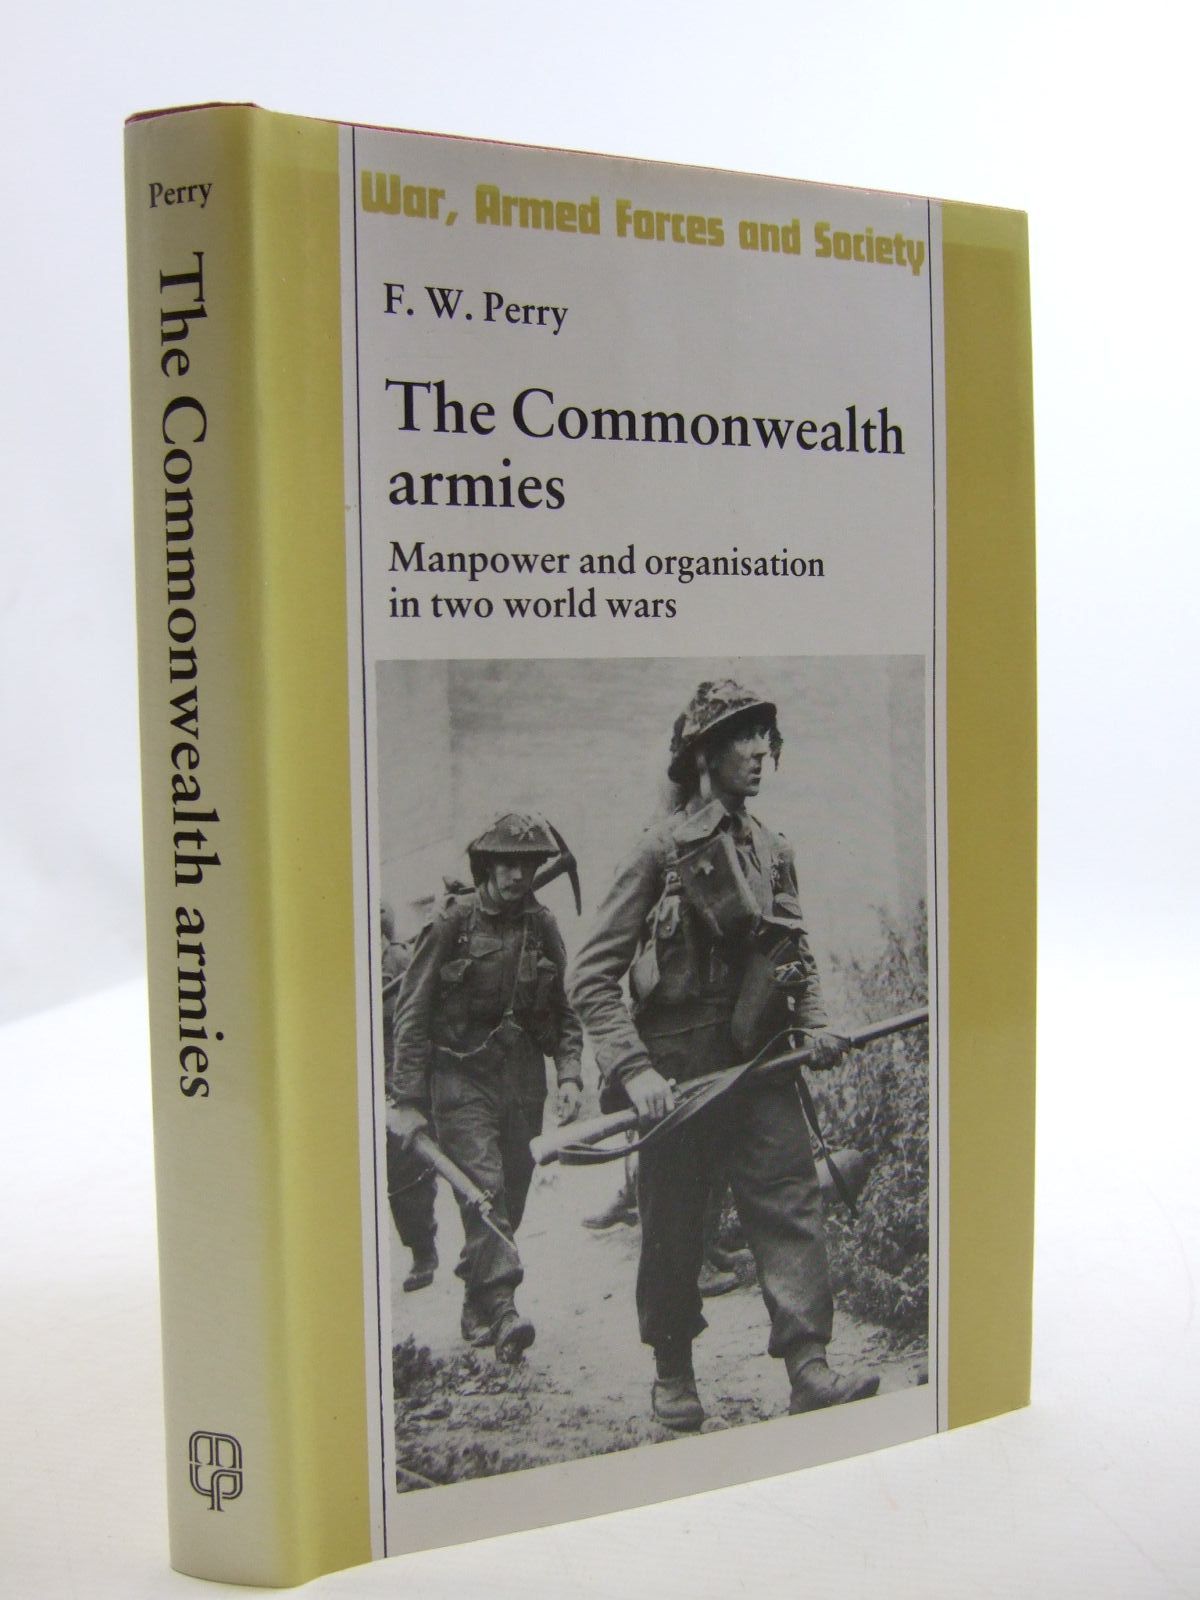 Perry
The Commonwealth armies
War, Armed Forces and Society
F. W. Perry
The Commonwealth
armies
Manpower and organisation
in two world wars